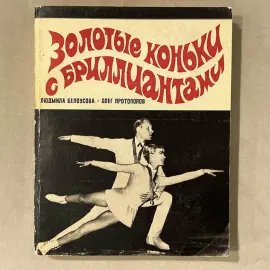 ЗОЛОТЫЕ КОНЬКИ
С БРИЛЛИАНТАМИ
ЛЮДМИЛА БЕЛОУСОВА · ОЛЕГ ПРОТОПОПОВ